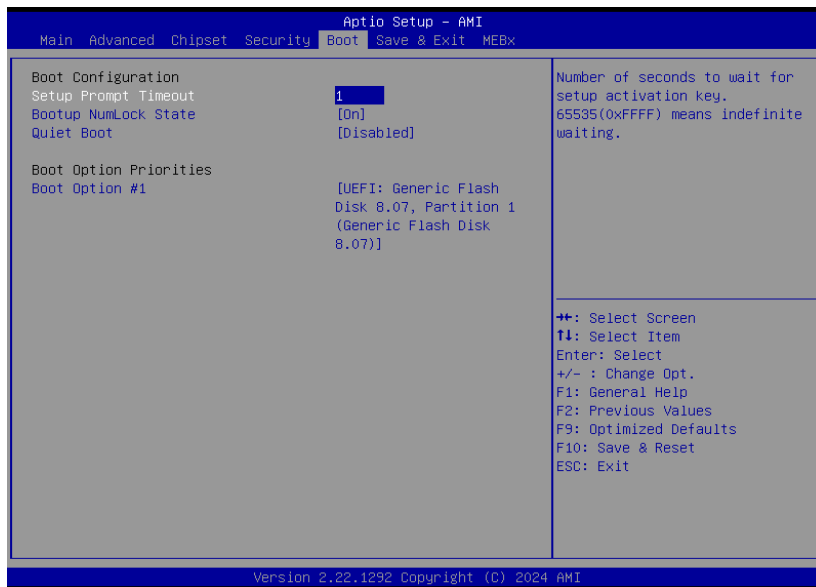 Aptio Setup - AMI
Main Advanced Chipset Security Boot Save & Exit MEBx
Boot Configuration
Setup Prompt Timeout 1
Bootup NumLock State [On]
Quiet Boot [Disabled]
Boot Option Priorities
Boot Option #1 [UEFI: Generic Flash
Disk 8.07, Partition 1
(Generic Flash Disk
8.07)]
Number of seconds to wait for
setup activation key.
65535(0xFFFF) means indefinite
waiting.
→←: Select Screen
↑↓: Select Item
Enter: Select
+/- : Change Opt.
F1: General Help
F2: Previous Values
F9: Optimized Defaults
F10: Save & Reset
ESC: Exit
Version 2.22.1292 Copyright (C) 2024 AMI